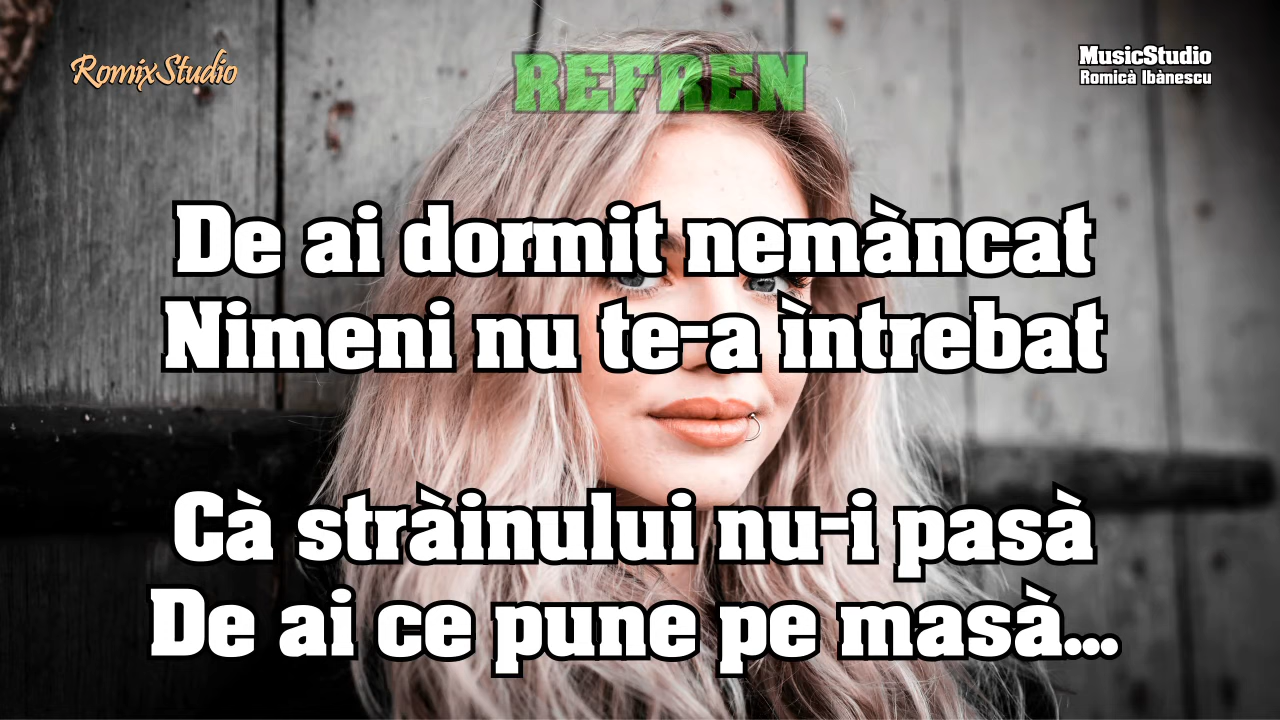 RomixStudio
REFREN
MusicStudio
Romicà Ibànescu
De ai dormit nemàncat
Nimeni nu te-a ìntrebat
Cà stràinului nu-i pasà
De ai ce pune pe masà...